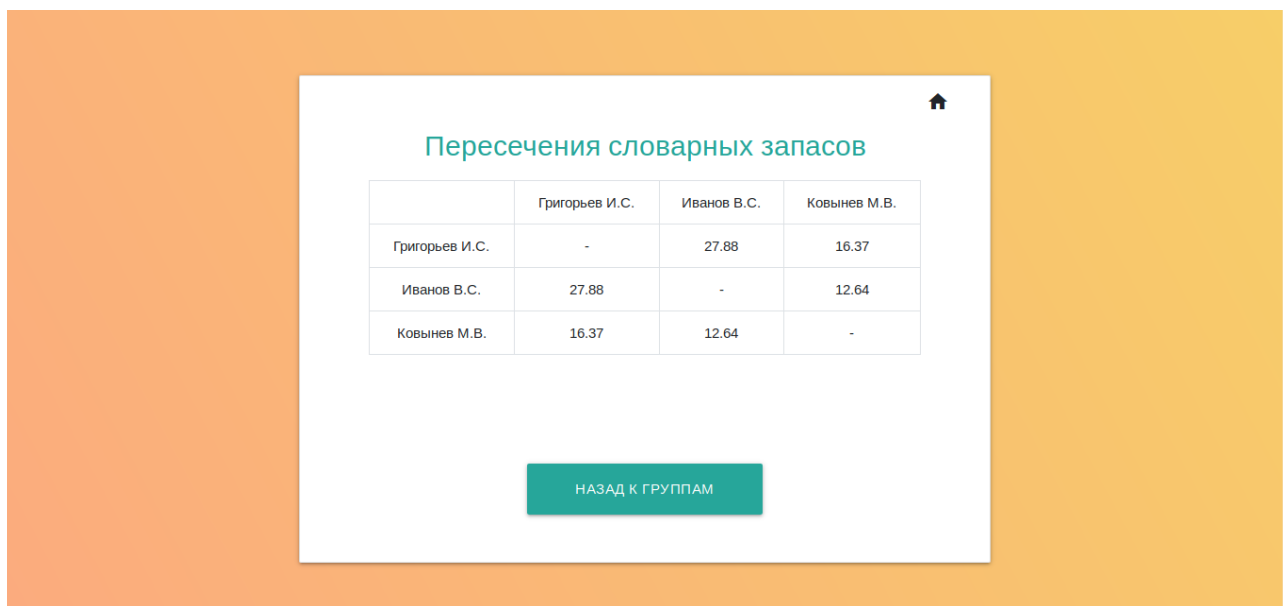 Пересечения словарных запасов
Григорьев И.С. Иванов В.С. Ковынев М.В.
Григорьев И.С. - 27.88 16.37
Иванов В.С. 27.88 - 12.64
Ковынев М.В. 16.37 12.64 -
НАЗАД К ГРУППАМ